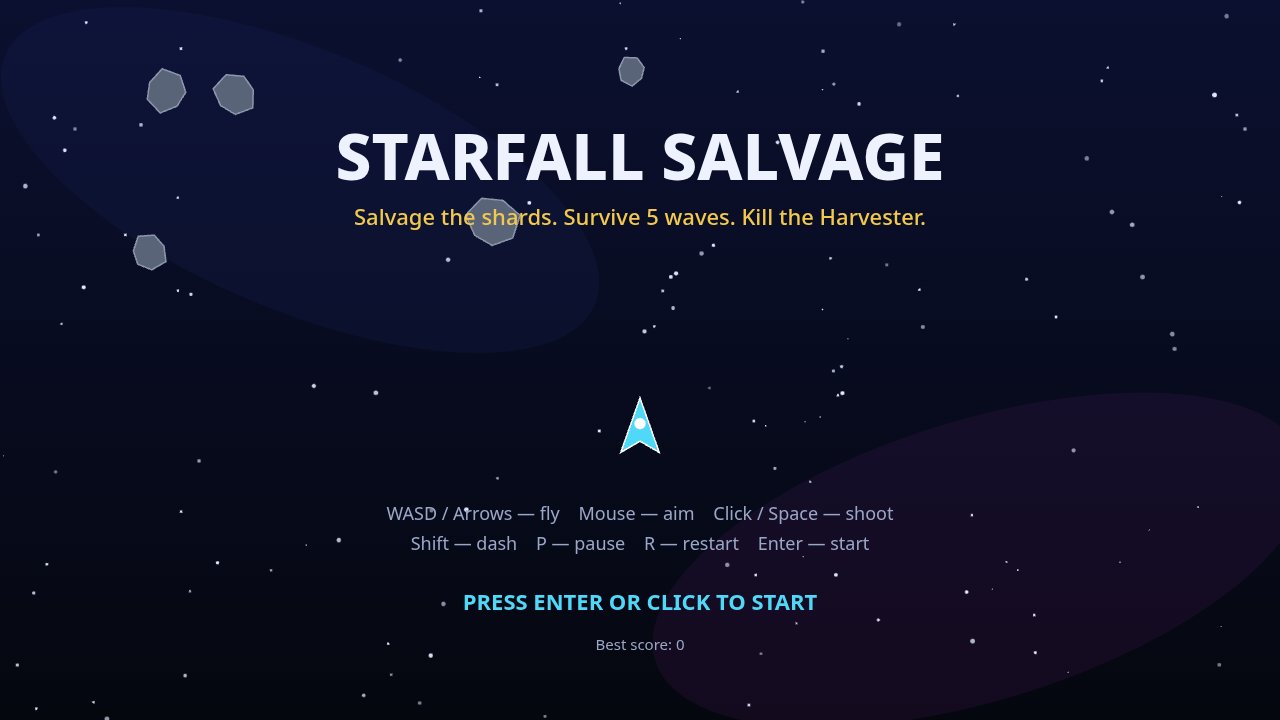 STARFALL SALVAGE
Salvage the shards. Survive 5 waves. Kill the Harvester.
WASD / Arrows — fly    Mouse — aim    Click / Space — shoot
Shift — dash    P — pause    R — restart    Enter — start
PRESS ENTER OR CLICK TO START
Best score: 0